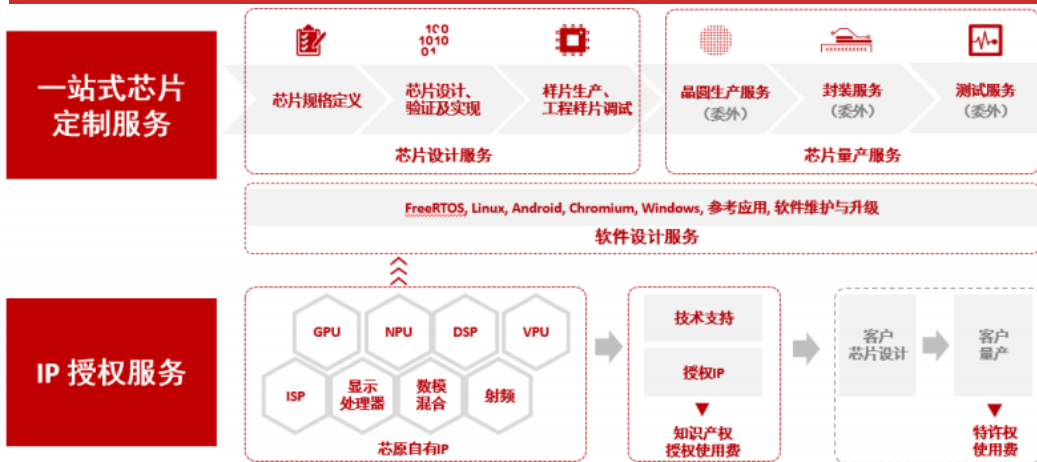 一站式芯片
定制服务
芯片规格定义
芯片设计、
验证及实现
样片生产、
工程样片调试
芯片设计服务
晶圆生产服务
(委外)
封装服务
(委外)
测试服务
(委外)
芯片量产服务
FreeRTOS, Linux, Android, Chromium, Windows, 参考应用, 软件维护与升级
软件设计服务
IP 授权服务
GPU
NPU
DSP
VPU
ISP
显示
处理器
数模
混合
射频
芯原自有IP
技术支持
授权IP
知识产权
授权使用费
客户
芯片设计
客户
量产
特许权
使用费